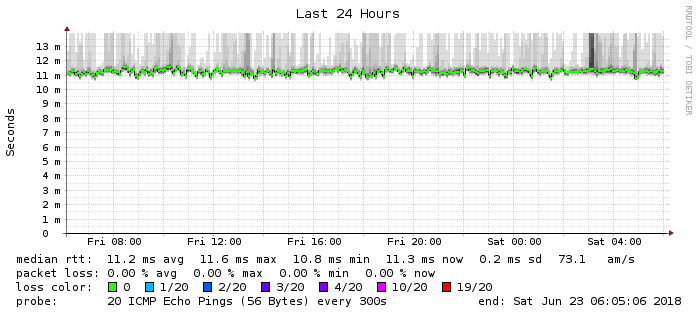 Last 24 Hours
RRDTOOL / TOBI OETIKER
Seconds
13 m
12 m
11 m
10 m
9 m
8 m
7 m
6 m
5 m
4 m
3 m
2 m
1 m
0
Fri 08:00 Fri 12:00 Fri 16:00 Fri 20:00 Sat 00:00 Sat 04:00
median rtt: 11.2 ms avg 11.6 ms max 10.8 ms min 11.3 ms now 0.2 ms sd 73.1 am/s
packet loss: 0.00 % avg 0.00 % max 0.00 % min 0.00 % now
loss color: 0 1/20 2/20 3/20 4/20 10/20 19/20
probe: 20 ICMP Echo Pings (56 Bytes) every 300s end: Sat Jun 23 06:05:06 2018